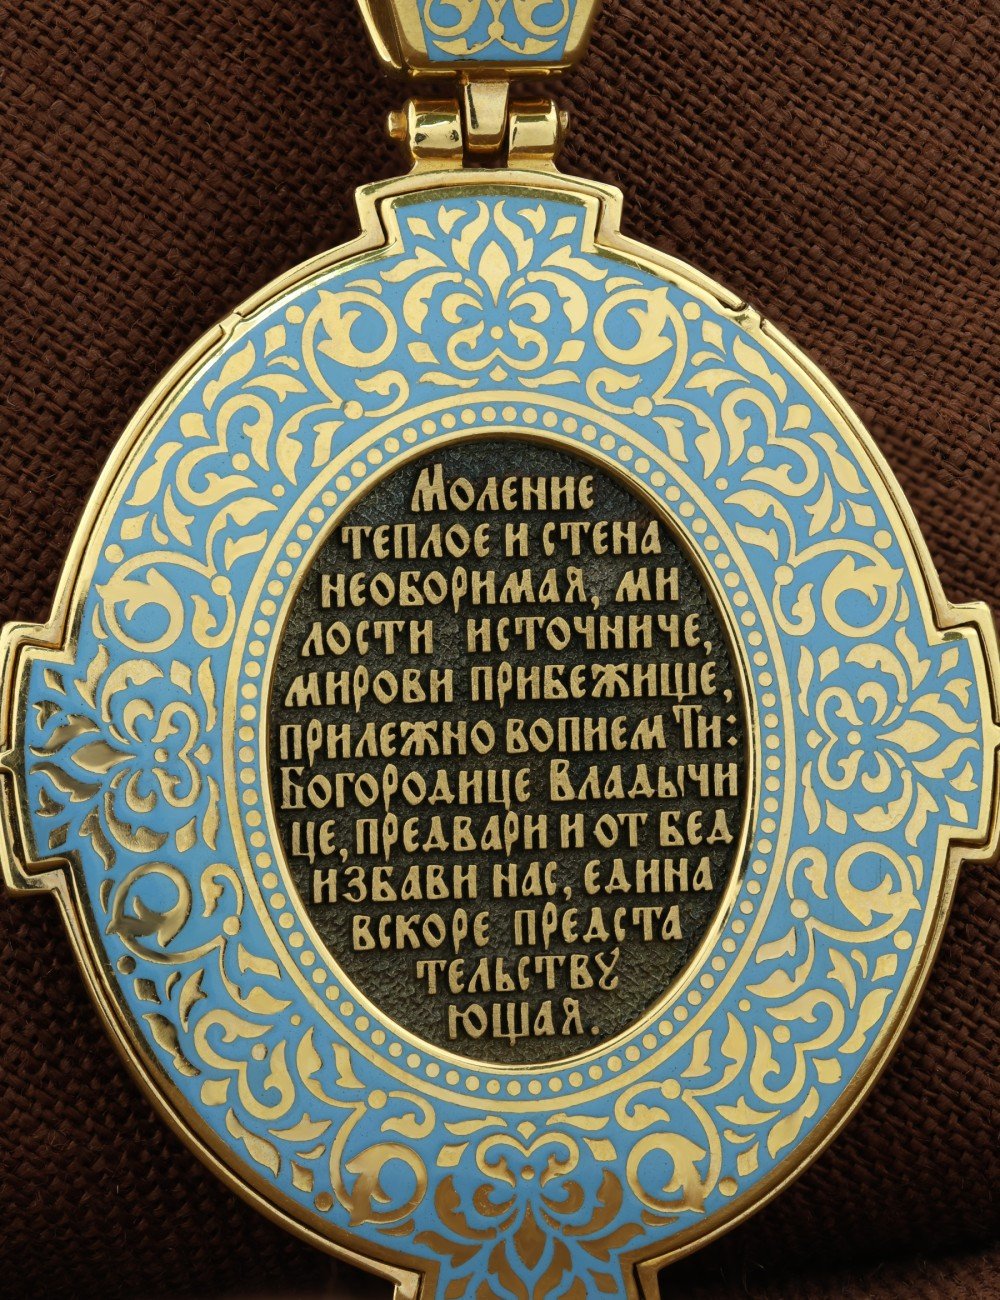 Моление
теплое и стена
необоримая, ми
лости источниче,
мирови прибежище,
прилежно вопием Ти:
Богородице Владычи
це, предвари и от бед
избави нас, едина
вскоре предста
тельству
ющая.